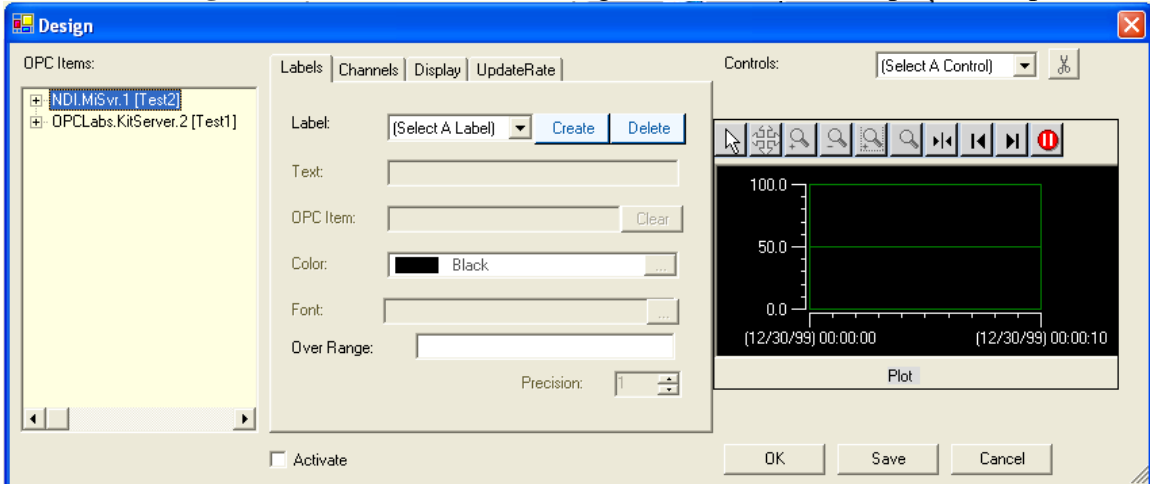 Design
OPC Items:
NDI.MiSvr.1 [Test2]
OPCLabs.KitServer.2 [Test1]
Labels Channels Display UpdateRate
Label: (Select A Label) Create Delete
Text:
OPC Item: Clear
Color: Black ...
Font: ...
Over Range:
Precision: 1
Activate
Controls: (Select A Control)
100.0
50.0
0.0
(12/30/99) 00:00:00 (12/30/99) 00:00:10
Plot
OK Save Cancel